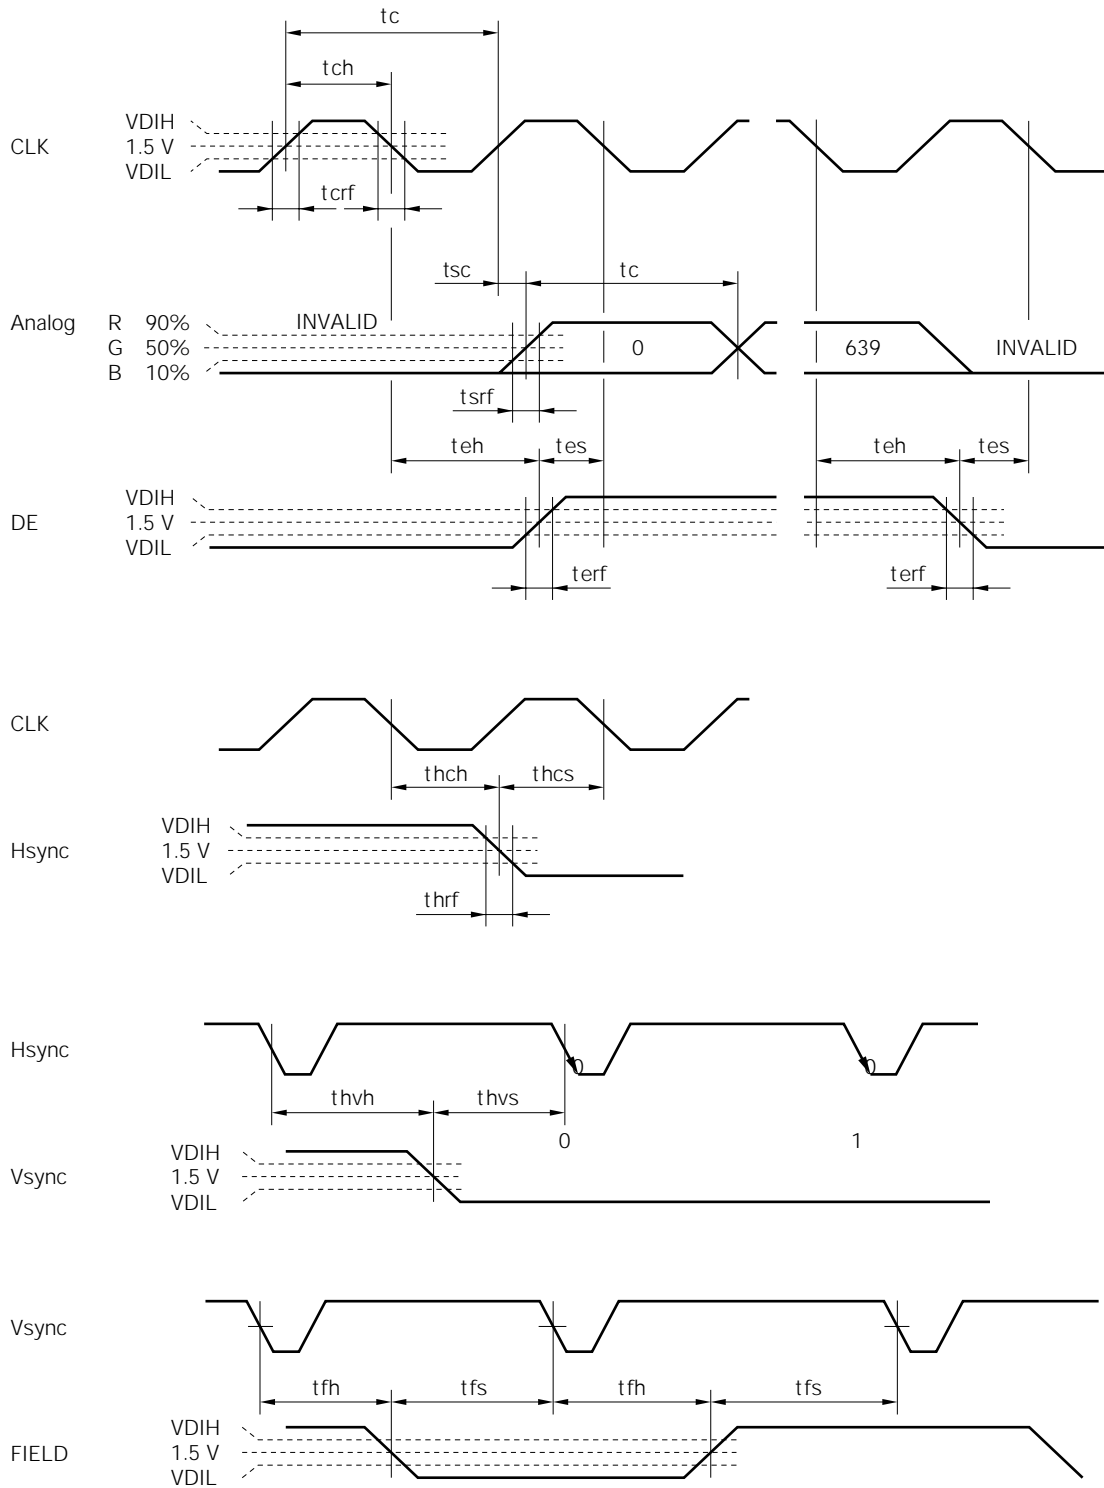 tc
tch
VDIH
CLK 1.5 V
VDIL
tcrf
tsc tc
Analog R 90% INVALID
G 50% 0 639 INVALID
B 10%
tsrf
teh tes teh tes
VDIH
DE 1.5 V
VDIL
terf terf
CLK
thch thcs
VDIH
Hsync 1.5 V
VDIL
thrf
Hsync
0 0
thvh thvs
0 1
VDIH
Vsync 1.5 V
VDIL
Vsync
tfh tfs tfh tfs
VDIH
FIELD 1.5 V
VDIL